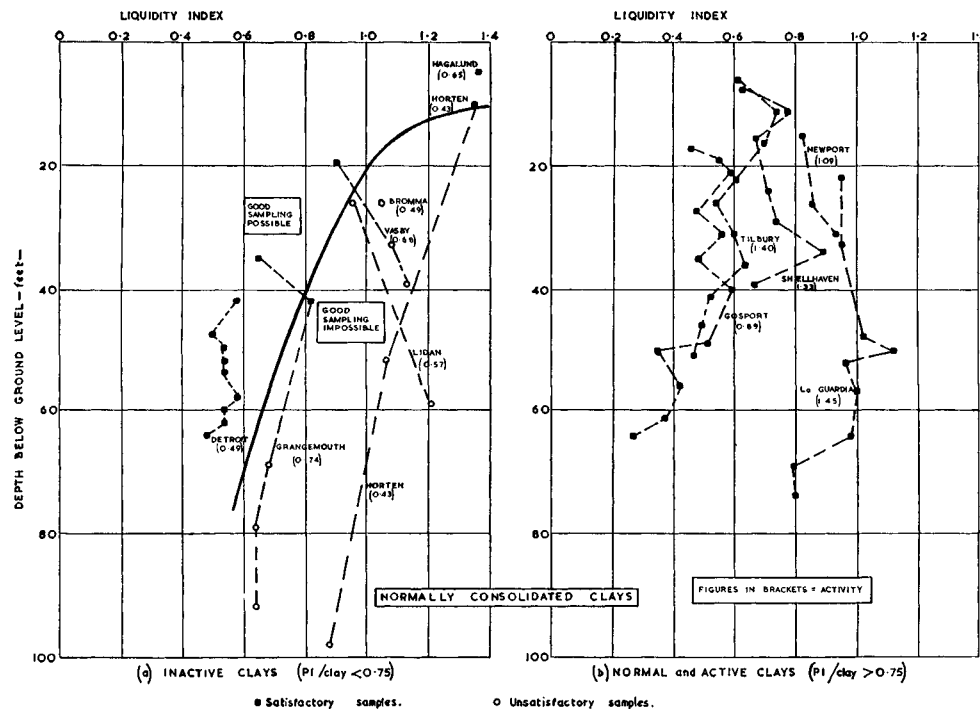 LIQUIDITY INDEX
0 0·2 0·4 0·6 0·8 1·0 1·2 1·4
LIQUIDITY INDEX
0 0·2 0·4 0·6 0·8 1·0 1·2
DEPTH BELOW GROUND LEVEL – feet –
20
40
60
80
100
HAGALUND
(0·65)
HORTEN
(0·43)
GOOD
SAMPLING
POSSIBLE
BROMMA
(0·49)
VASBY
(0·68)
GOOD
SAMPLING
IMPOSSIBLE
LIDAN
(0·57)
DETROIT
(0·49)
GRANGEMOUTH
(0·74)
HORTEN
(0·43)
20
40
60
80
100
NEWPORT
(1·09)
TILBURY
(1·40)
SHELLHAVEN
(1·33)
GOSPORT
(0·89)
La GUARDIA
(1·45)
NORMALLY CONSOLIDATED CLAYS
FIGURES IN BRACKETS = ACTIVITY
(a) INACTIVE CLAYS (PI/clay <0·75)
(b) NORMAL and ACTIVE CLAYS (PI/clay >0·75)
Satisfactory samples.
Unsatisfactory samples.